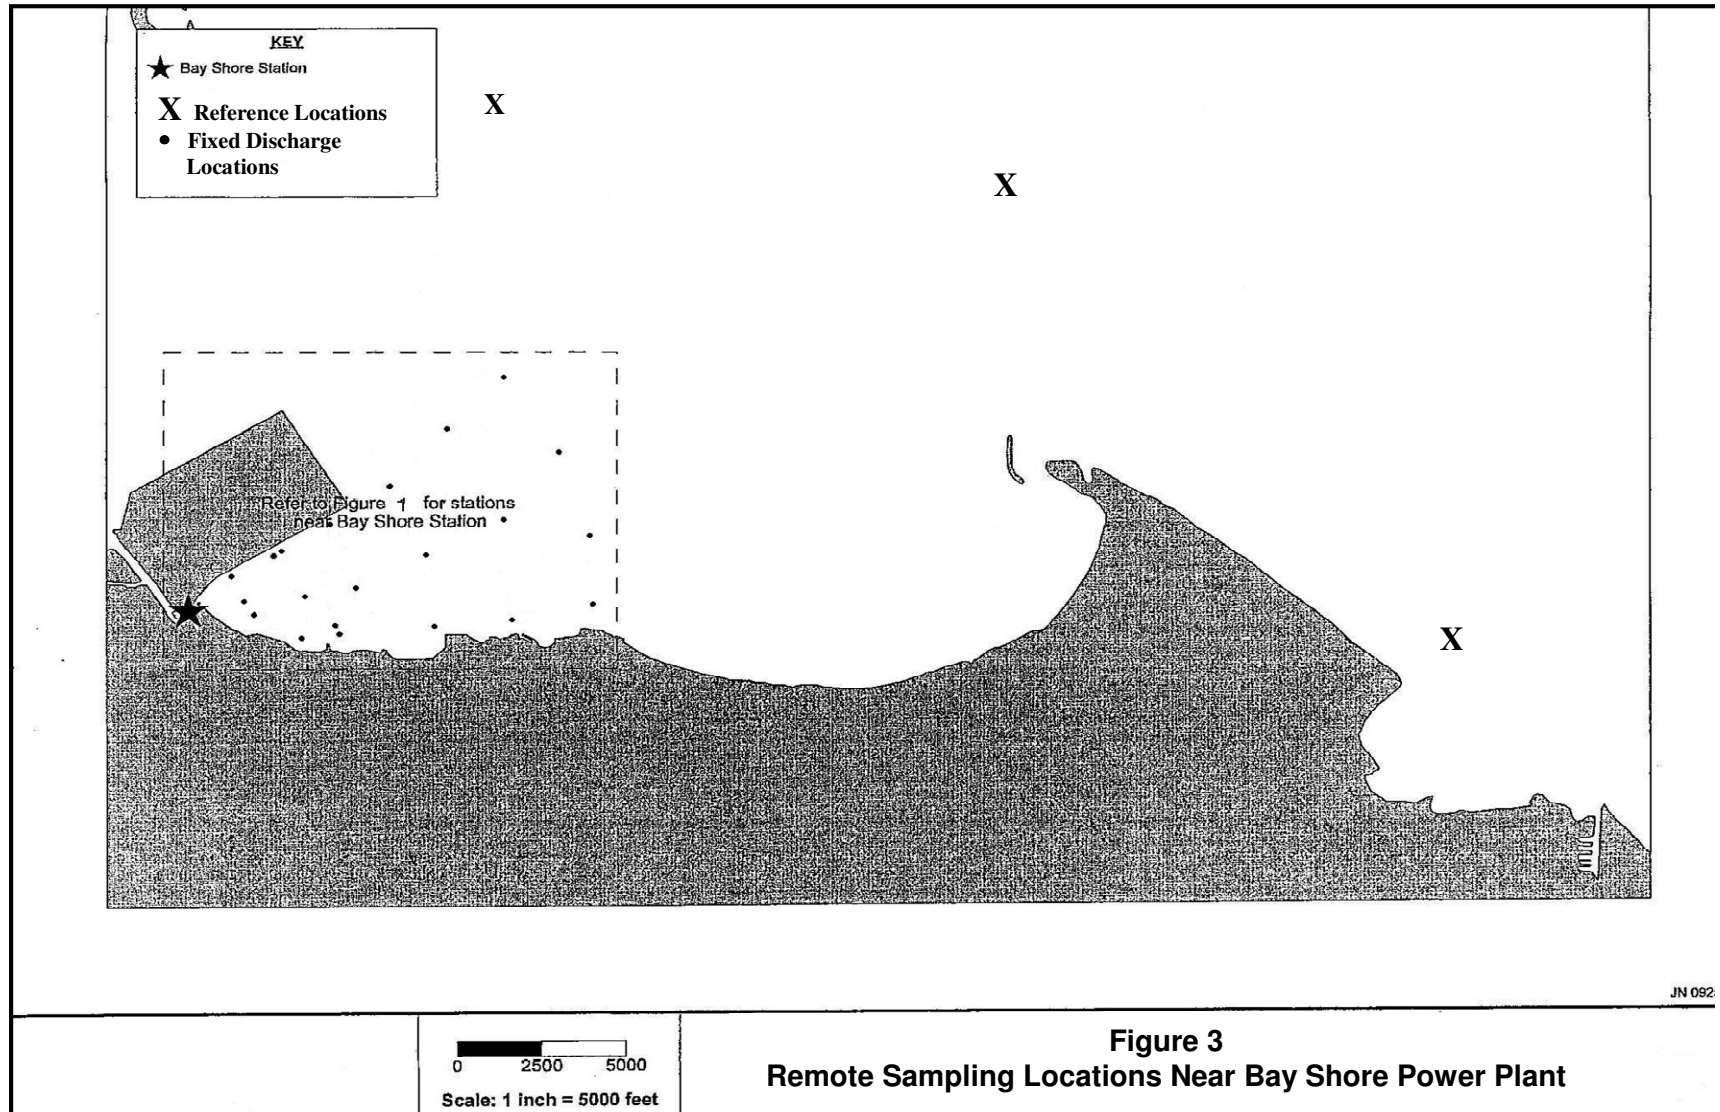 KEY
★ Bay Shore Station
X Reference Locations
• Fixed Discharge
Locations
X
X
Refer to Figure 1 for stations
near Bay Shore Station
X
JN 092
0 2500 5000
Scale: 1 inch = 5000 feet
Figure 3
Remote Sampling Locations Near Bay Shore Power Plant